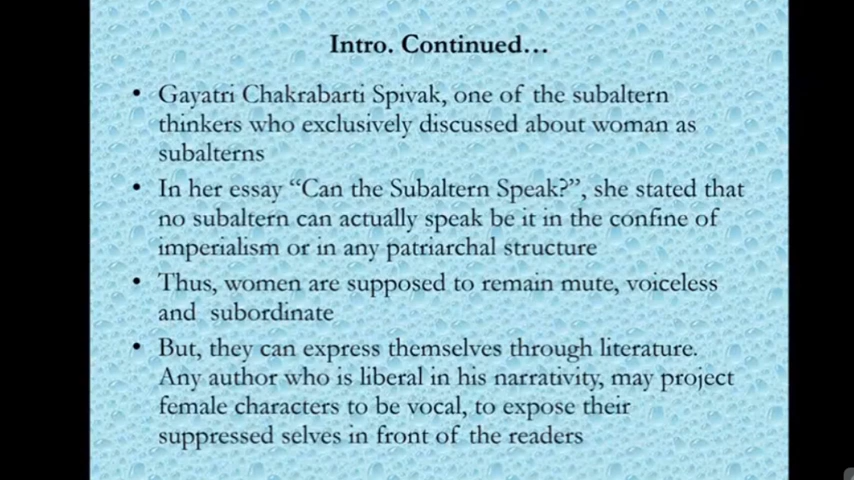 Intro. Continued…
• Gayatri Chakrabarti Spivak, one of the subaltern
thinkers who exclusively discussed about woman as
subalterns
• In her essay “Can the Subaltern Speak?”, she stated that
no subaltern can actually speak be it in the confine of
imperialism or in any patriarchal structure
• Thus, women are supposed to remain mute, voiceless
and subordinate
• But, they can express themselves through literature.
Any author who is liberal in his narrativity, may project
female characters to be vocal, to expose their
suppressed selves in front of the readers